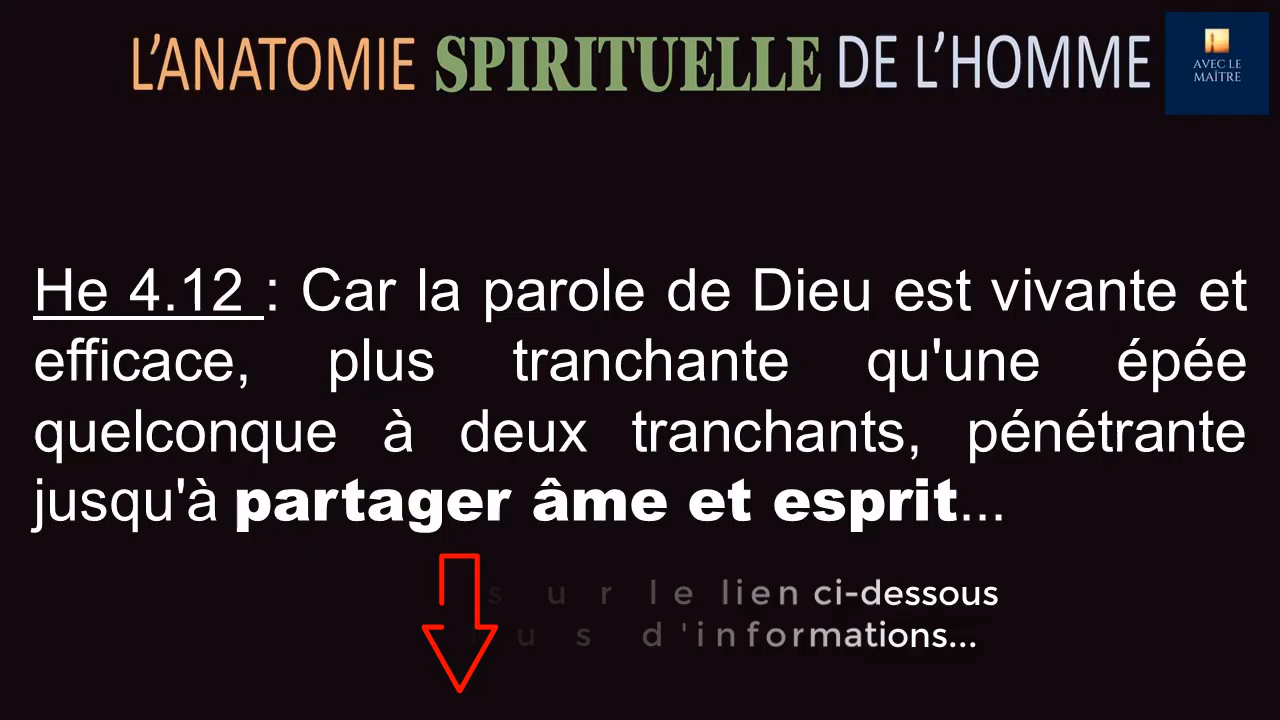 L'ANATOMIE SPIRITUELLE DE L'HOMME
AVEC LE
MAÎTRE
He 4.12 : Car la parole de Dieu est vivante et
efficace, plus tranchante qu'une épée
quelconque à deux tranchants, pénétrante
jusqu'à partager âme et esprit...
sur le lien ci-dessous
d'informations...